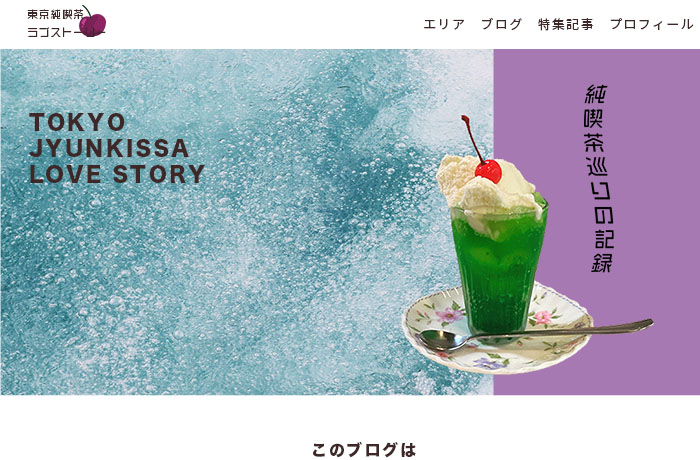 東京純喫茶
ラブストーリー
エリア ブログ 特集記事 プロフィール
TOKYO
JYUNKISSA
LOVE STORY
純喫茶巡りの記録
このブログは